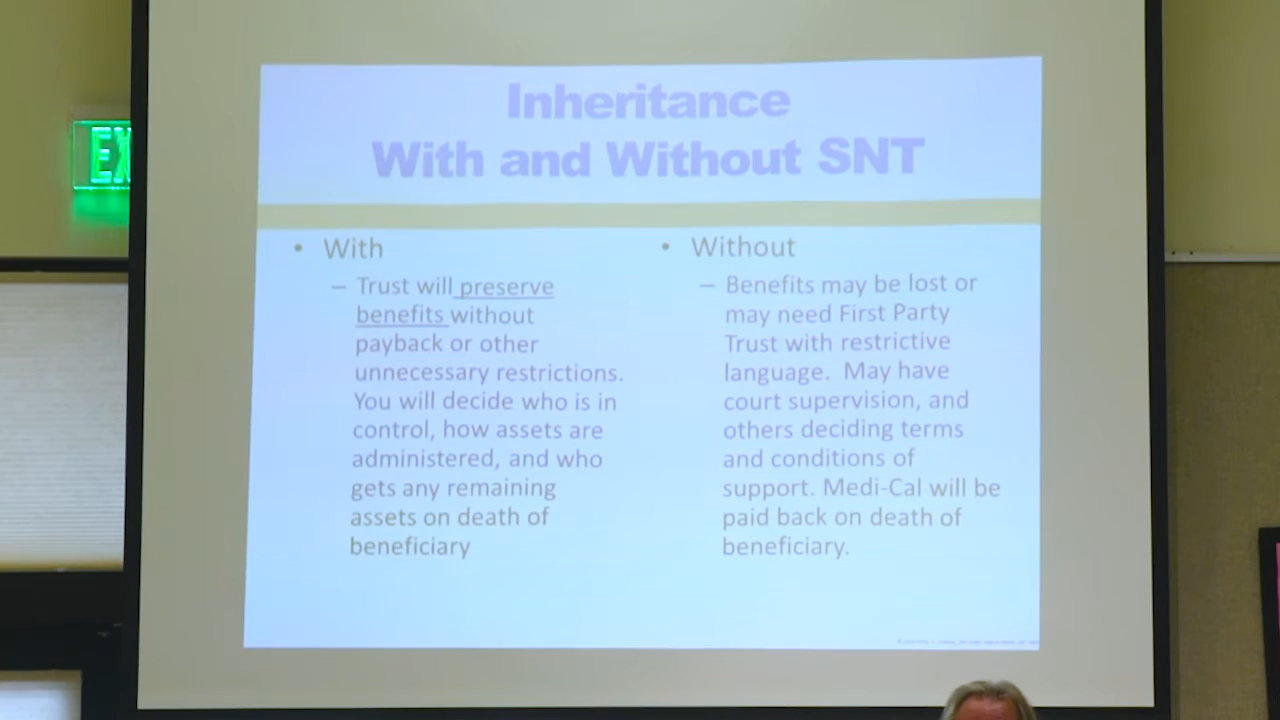 EX
Inheritance
With and Without SNT
• With
– Trust will preserve
benefits without
payback or other
unnecessary restrictions.
You will decide who is in
control, how assets are
administered, and who
gets any remaining
assets on death of
beneficiary
• Without
– Benefits may be lost or
may need First Party
Trust with restrictive
language.  May have
court supervision, and
others deciding terms
and conditions of
support. Medi-Cal will be
paid back on death of
beneficiary.